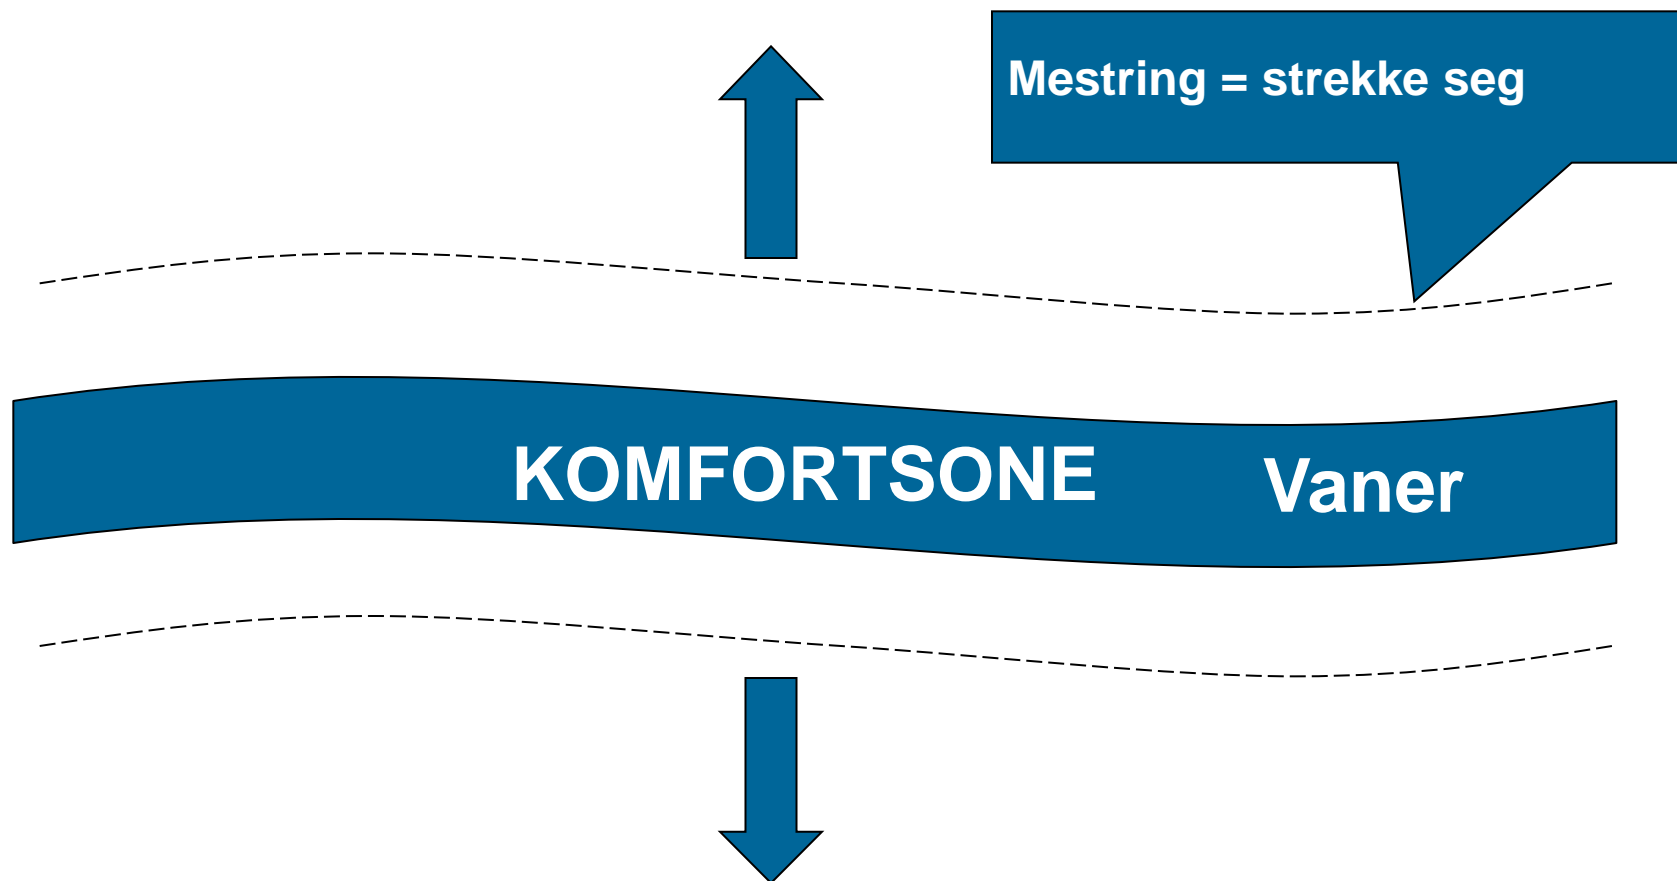 Mestring = strekke seg
KOMFORTSONE
Vaner